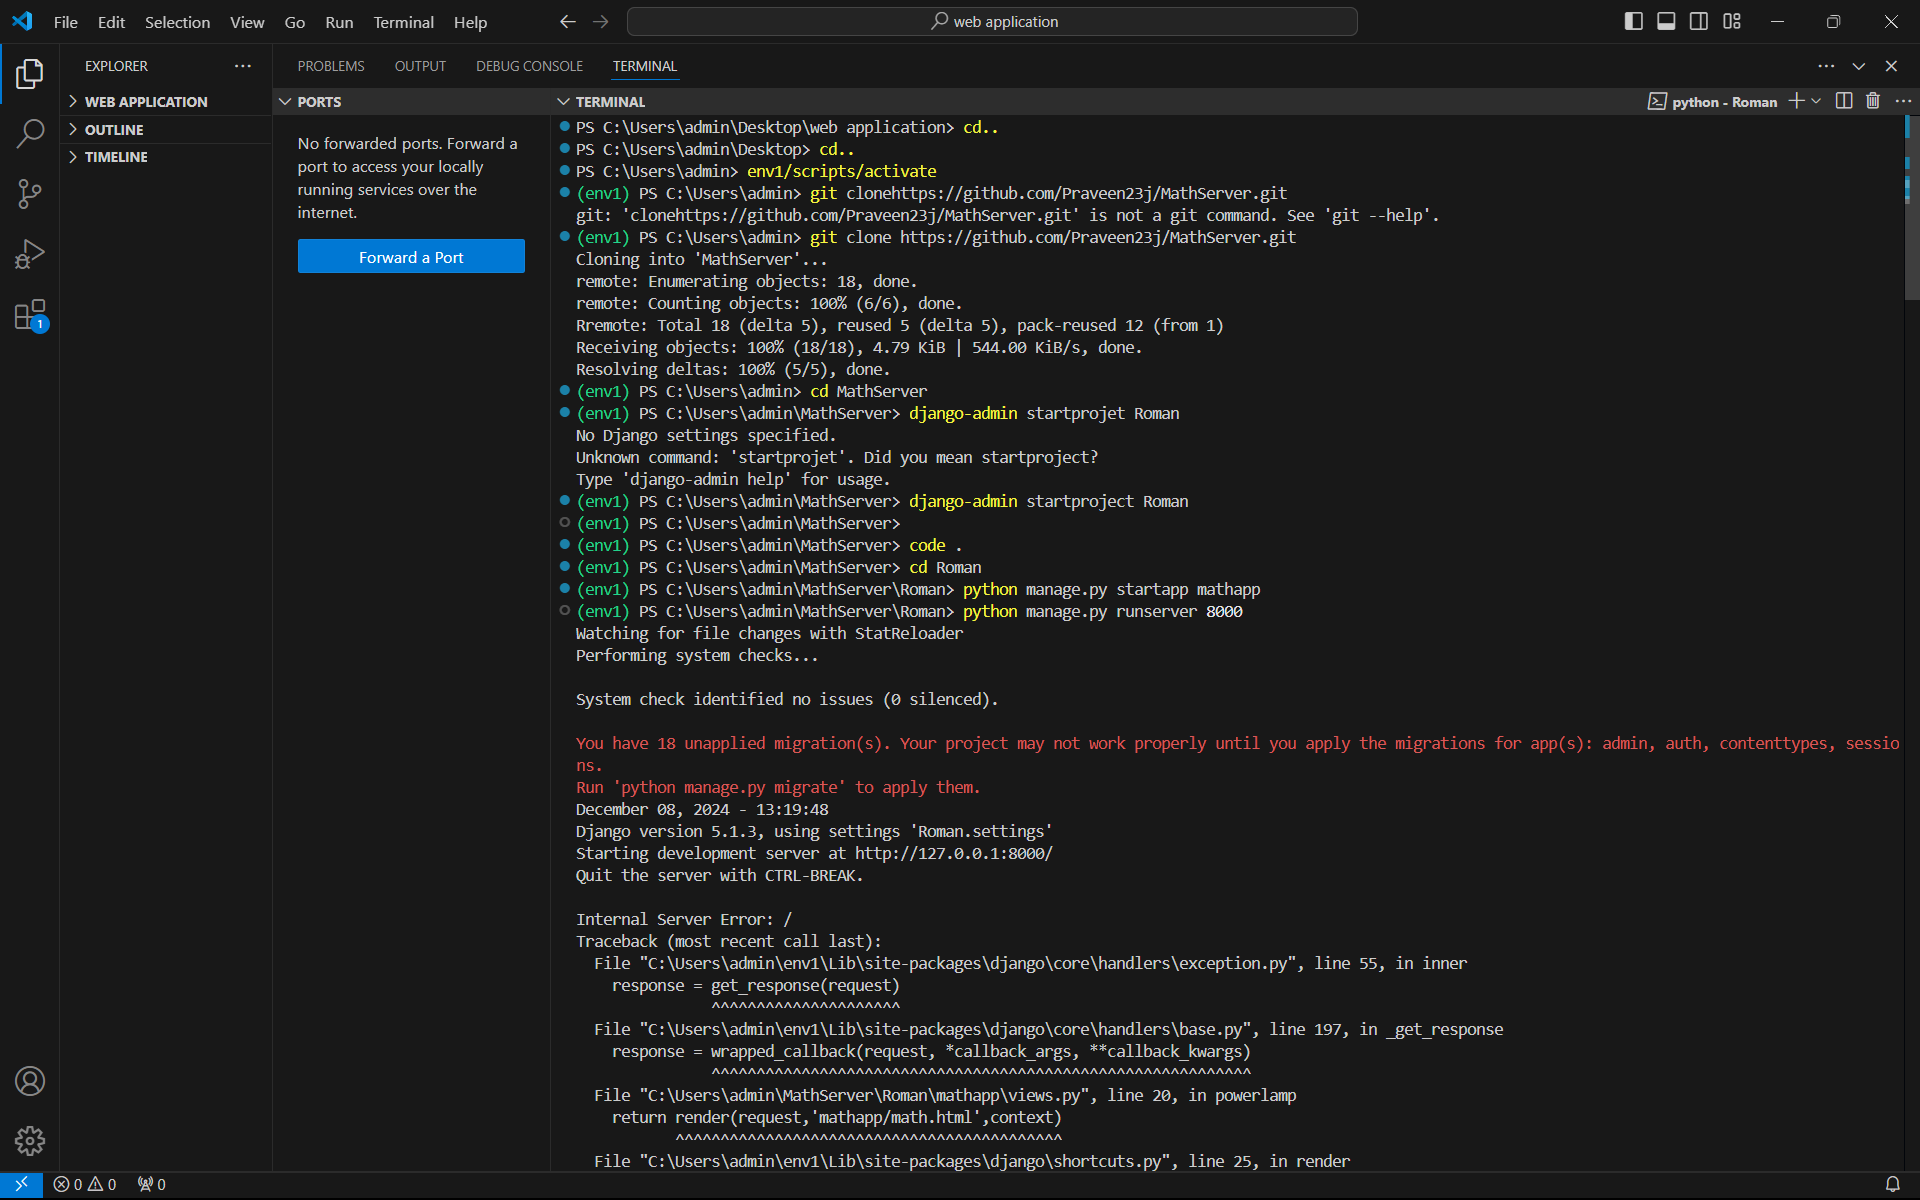 File Edit Selection View Go Run Terminal Help
web application
EXPLORER
WEB APPLICATION
OUTLINE
TIMELINE
PROBLEMS OUTPUT DEBUG CONSOLE TERMINAL
PORTS
No forwarded ports. Forward a
port to access your locally
running services over the
internet.
Forward a Port
TERMINAL
python - Roman
PS C:\Users\admin\Desktop\web application> cd..
PS C:\Users\admin\Desktop> cd..
PS C:\Users\admin> env1/scripts/activate
(env1) PS C:\Users\admin> git clonehttps://github.com/Praveen23j/MathServer.git
git: 'clonehttps://github.com/Praveen23j/MathServer.git' is not a git command. See 'git --help'.
(env1) PS C:\Users\admin> git clone https://github.com/Praveen23j/MathServer.git
Cloning into 'MathServer'...
remote: Enumerating objects: 18, done.
remote: Counting objects: 100% (6/6), done.
Rremote: Total 18 (delta 5), reused 5 (delta 5), pack-reused 12 (from 1)
Receiving objects: 100% (18/18), 4.79 KiB | 544.00 KiB/s, done.
Resolving deltas: 100% (5/5), done.
(env1) PS C:\Users\admin> cd MathServer
(env1) PS C:\Users\admin\MathServer> django-admin startprojet Roman
No Django settings specified.
Unknown command: 'startprojet'. Did you mean startproject?
Type 'django-admin help' for usage.
(env1) PS C:\Users\admin\MathServer> django-admin startproject Roman
(env1) PS C:\Users\admin\MathServer>
(env1) PS C:\Users\admin\MathServer> code .
(env1) PS C:\Users\admin\MathServer> cd Roman
(env1) PS C:\Users\admin\MathServer\Roman> python manage.py startapp mathapp
(env1) PS C:\Users\admin\MathServer\Roman> python manage.py runserver 8000
Watching for file changes with StatReloader
Performing system checks...
System check identified no issues (0 silenced).
You have 18 unapplied migration(s). Your project may not work properly until you apply the migrations for app(s): admin, auth, contenttypes, sessio
ns.
Run 'python manage.py migrate' to apply them.
December 08, 2024 - 13:19:48
Django version 5.1.3, using settings 'Roman.settings'
Starting development server at http://127.0.0.1:8000/
Quit the server with CTRL-BREAK.
Internal Server Error: /
Traceback (most recent call last):
File "C:\Users\admin\env1\Lib\site-packages\django\core\handlers\exception.py", line 55, in inner
response = get_response(request)
^^^^^^^^^^^^^^^^^^^^^
File "C:\Users\admin\env1\Lib\site-packages\django\core\handlers\base.py", line 197, in _get_response
response = wrapped_callback(request, *callback_args, **callback_kwargs)
^^^^^^^^^^^^^^^^^^^^^^^^^^^^^^^^^^^^^^^^^^^^^^^^^^^^^^^^^^^^
File "C:\Users\admin\MathServer\Roman\mathapp\views.py", line 20, in powerlamp
return render(request,'mathapp/math.html',context)
^^^^^^^^^^^^^^^^^^^^^^^^^^^^^^^^^^^^^^^^^^^
File "C:\Users\admin\env1\Lib\site-packages\django\shortcuts.py", line 25, in render
1
0 0 0